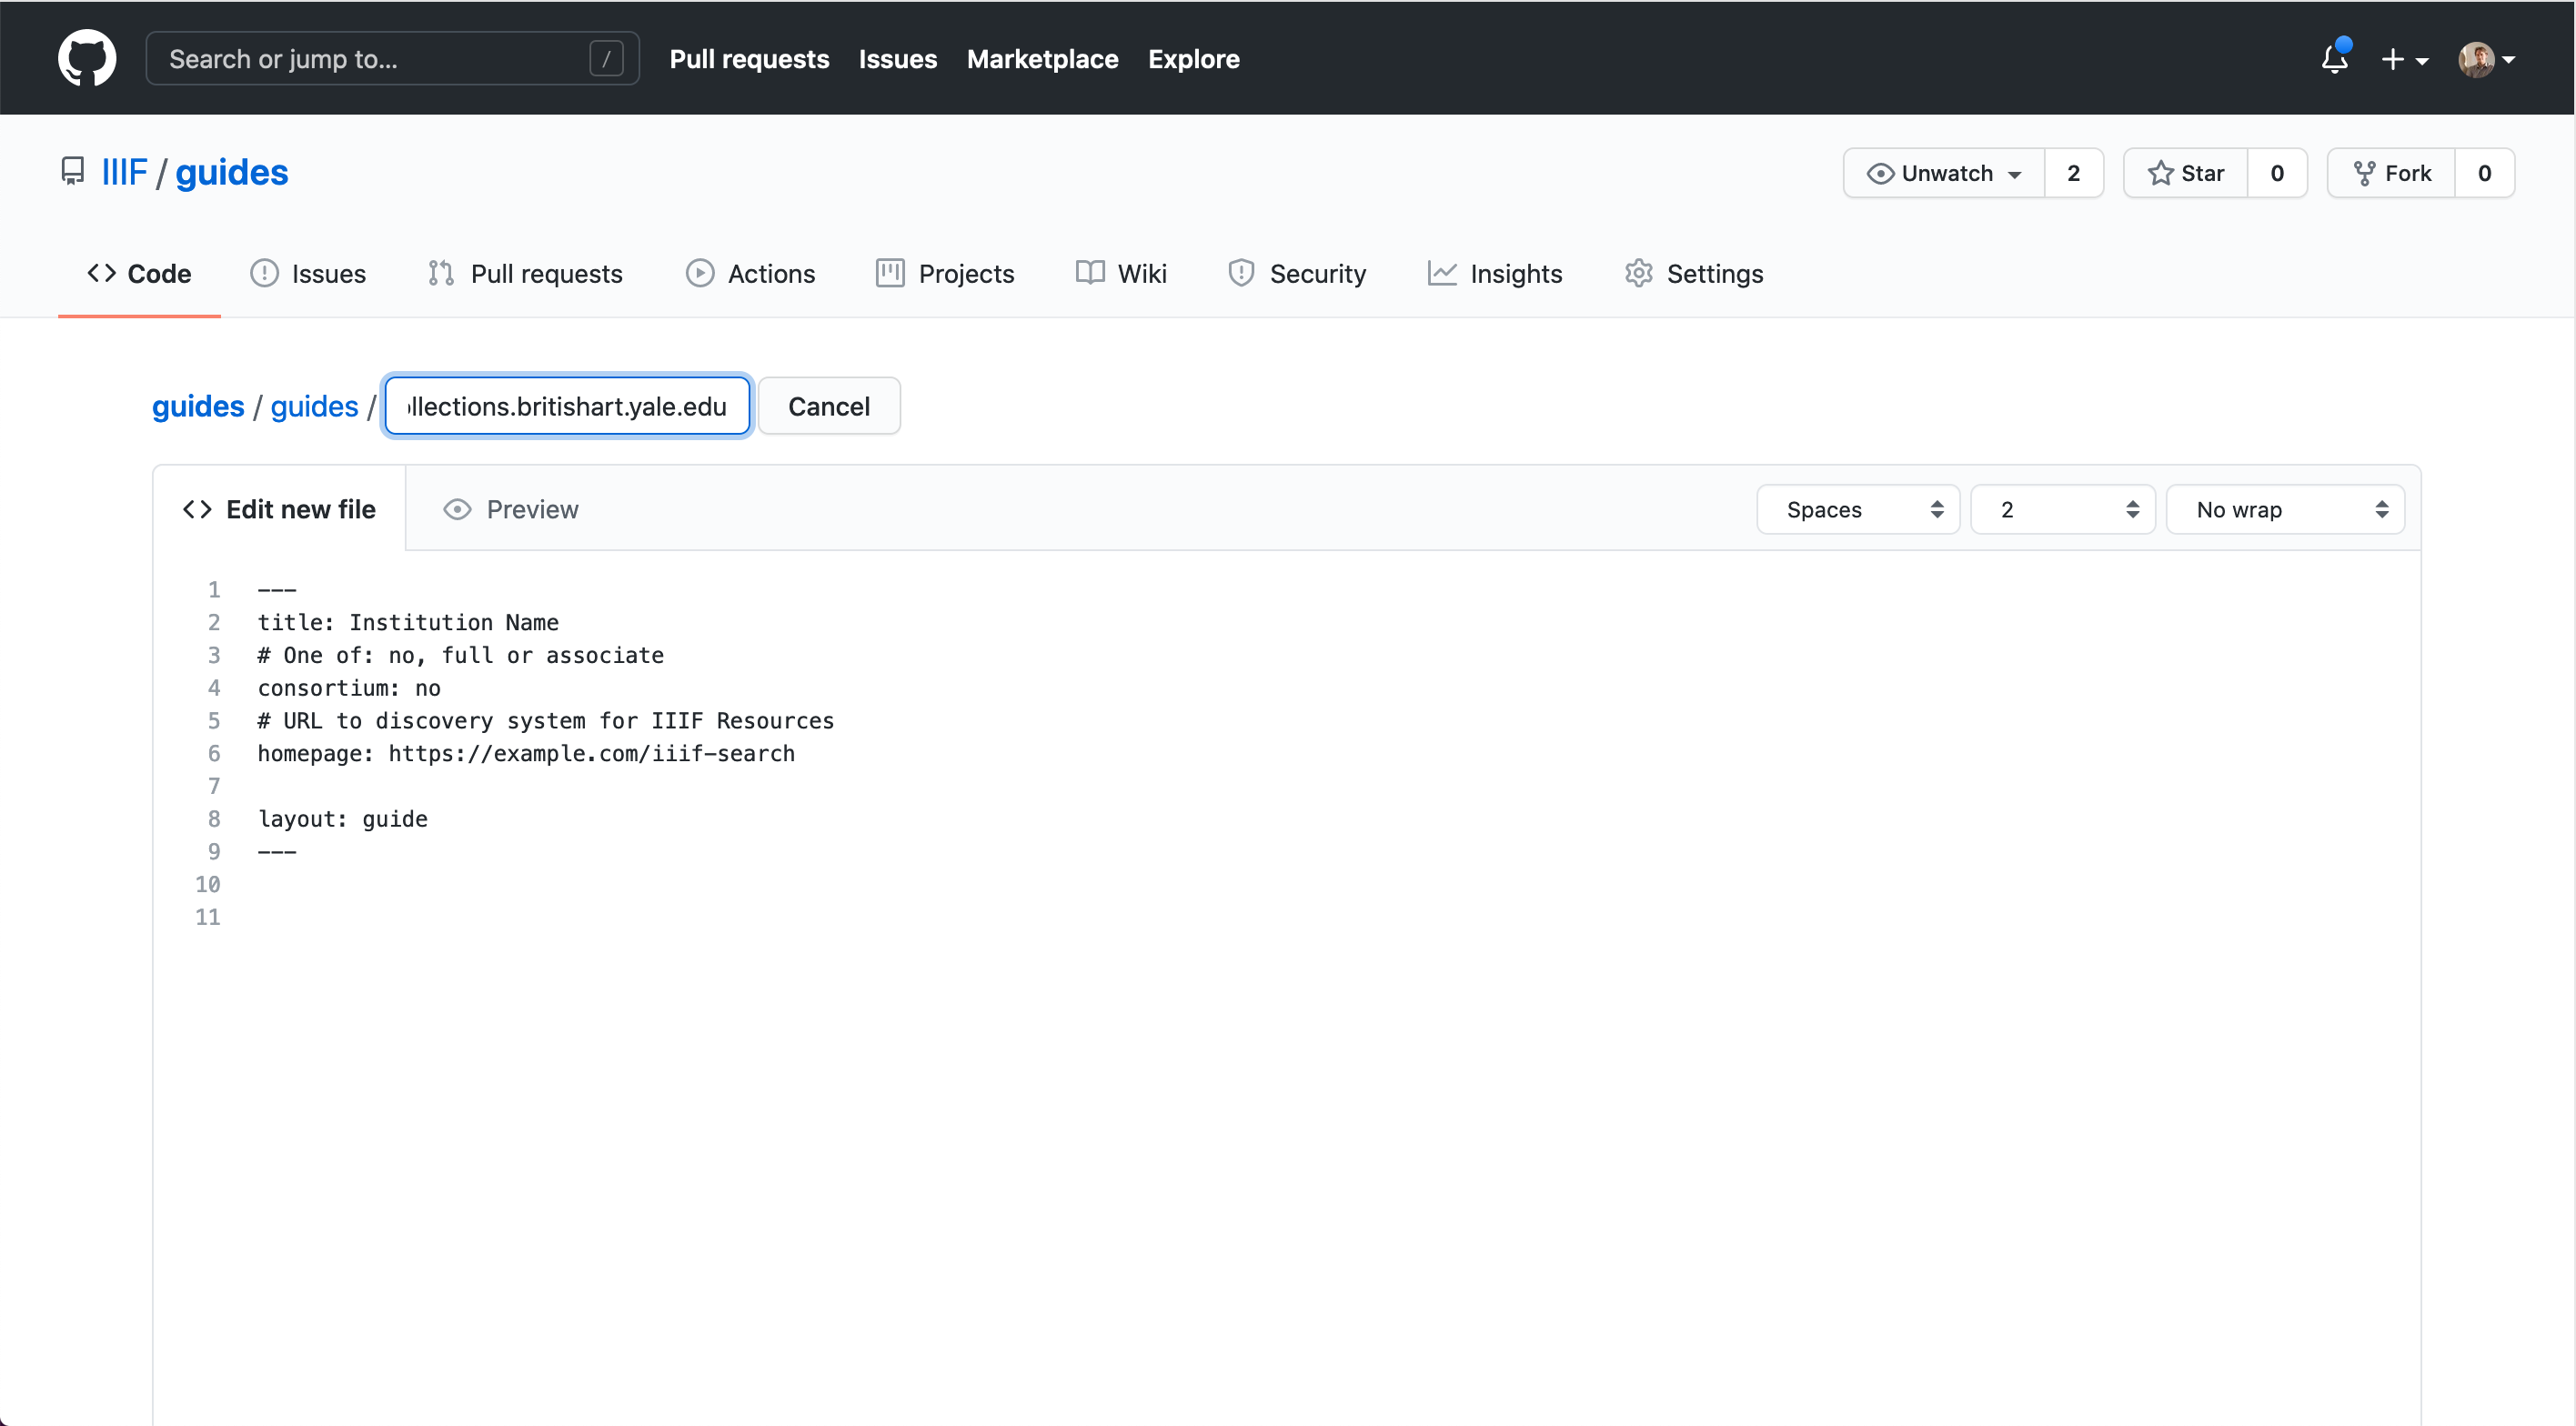 Search or jump to... /
Pull requests Issues Marketplace Explore
IIIF / guides
Unwatch 2 Star 0 Fork 0
Code Issues Pull requests Actions Projects Wiki Security Insights Settings
guides / guides / ollections.britishart.yale.edu Cancel
Edit new file Preview Spaces 2 No wrap
1 ---
2 title: Institution Name
3 # One of: no, full or associate
4 consortium: no
5 # URL to discovery system for IIIF Resources
6 homepage: https://example.com/iiif-search
7
8 layout: guide
9 ---
10
11